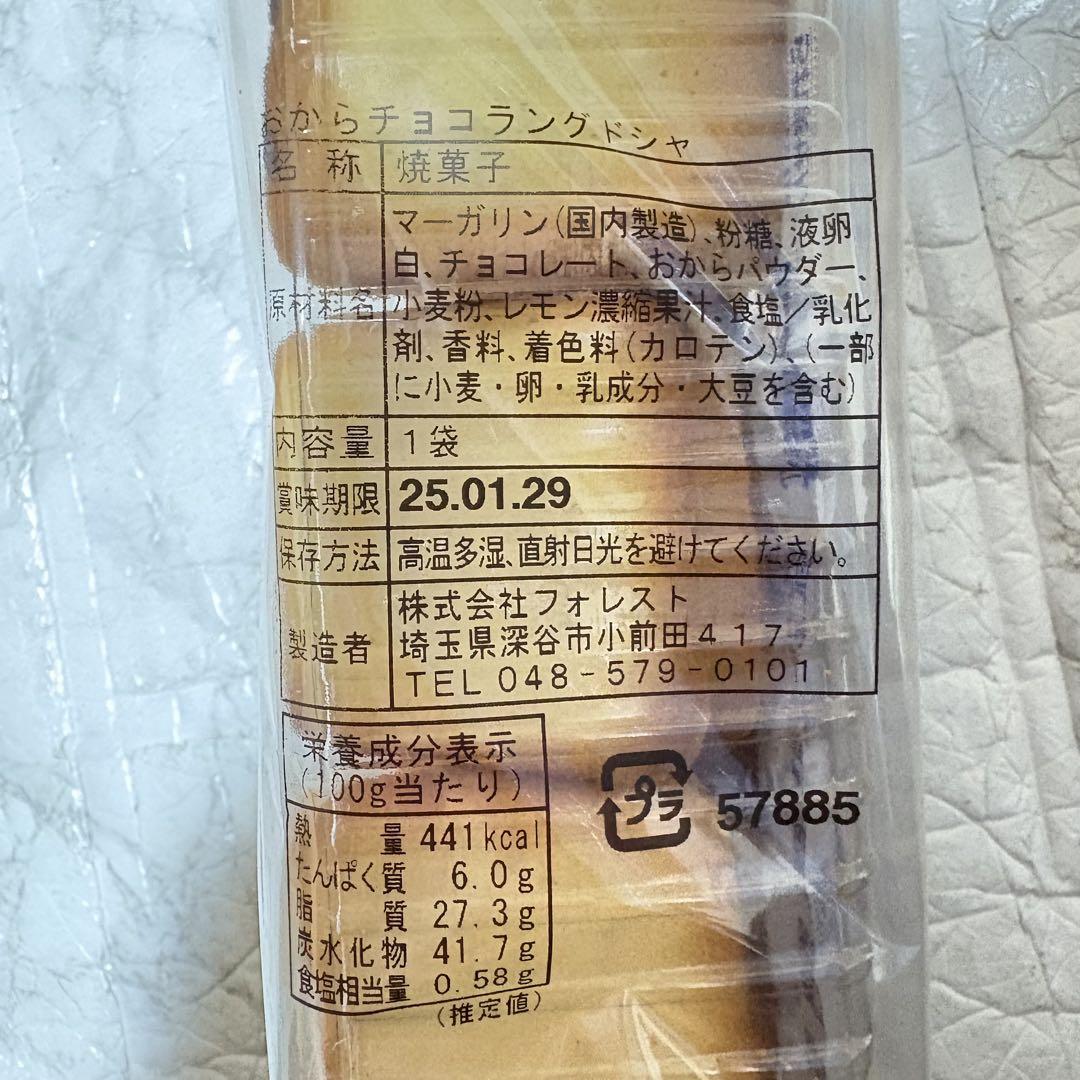 おからチョコラングドシャ
名称 焼菓子
原材料名
マーガリン(国内製造)、粉糖、液卵
白、チョコレート、おからパウダー、
小麦粉、レモン濃縮果汁、食塩/乳化
剤、香料、着色料(カロテン)、(一部
に小麦・卵・乳成分・大豆を含む)
内容量 1袋
賞味期限 25.01.29
保存方法 高温多湿、直射日光を避けてください。
製造者
株式会社フォレスト
埼玉県深谷市小前田417
TEL 048-579-0101
栄養成分表示
(100g当たり)
熱量 441kcal
たんぱく質 6.0g
脂質 27.3g
炭水化物 41.7g
食塩相当量 0.58g
(推定値)
プラ 57885